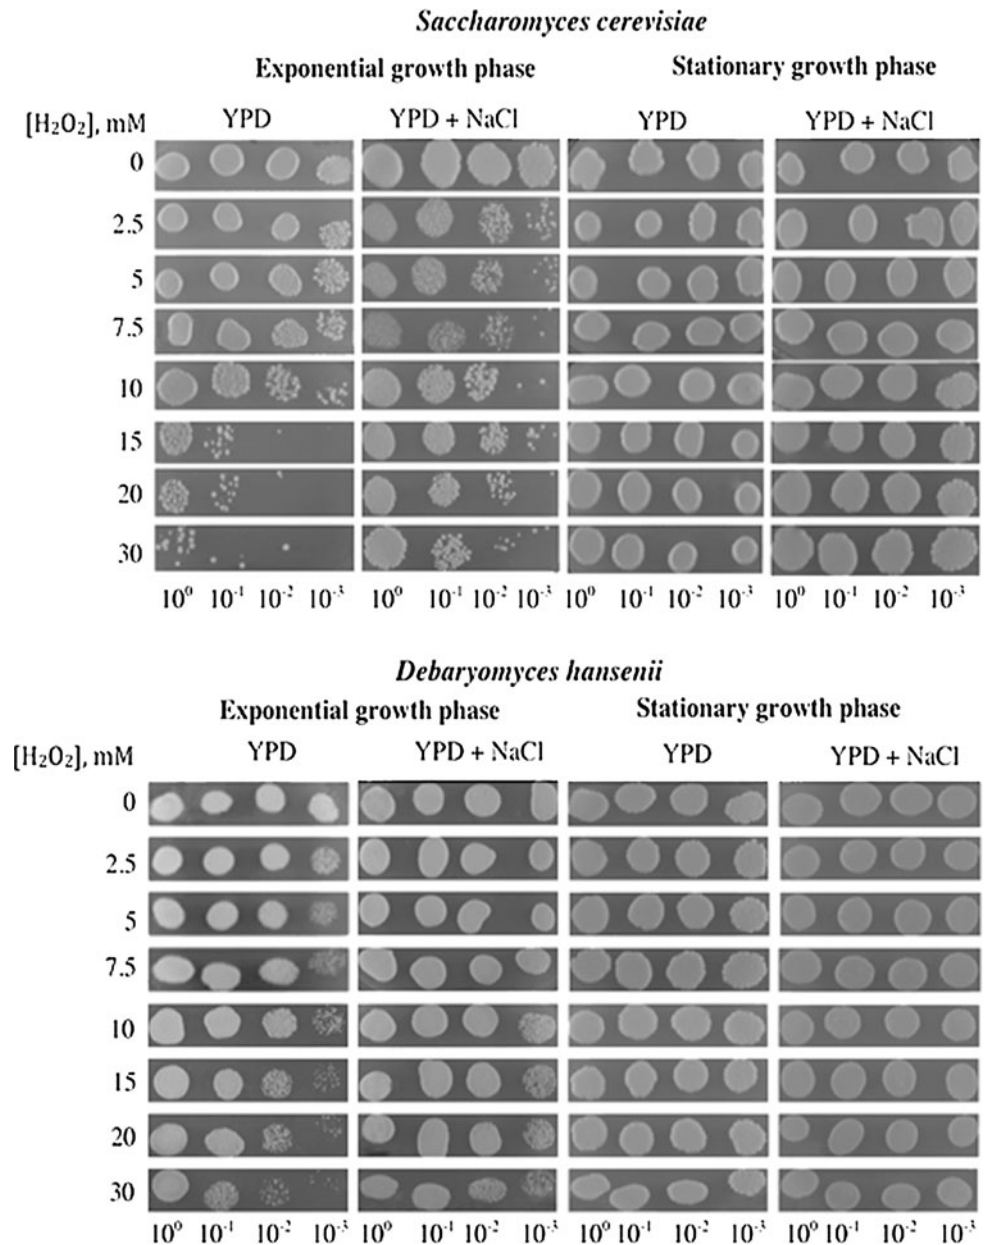 Saccharomyces cerevisiae
Exponential growth phase Stationary growth phase
[H₂O₂], mM YPD YPD + NaCl YPD YPD + NaCl
0
2.5
5
7.5
10
15
20
30
10⁰ 10⁻¹ 10⁻² 10⁻³ 10⁰ 10⁻¹ 10⁻² 10⁻³ 10⁰ 10⁻¹ 10⁻² 10⁻³ 10⁰ 10⁻¹ 10⁻² 10⁻³
Debaryomyces hansenii
Exponential growth phase Stationary growth phase
[H₂O₂], mM YPD YPD + NaCl YPD YPD + NaCl
0
2.5
5
7.5
10
15
20
30
10⁰ 10⁻¹ 10⁻² 10⁻³ 10⁰ 10⁻¹ 10⁻² 10⁻³ 10⁰ 10⁻¹ 10⁻² 10⁻³ 10⁰ 10⁻¹ 10⁻² 10⁻³